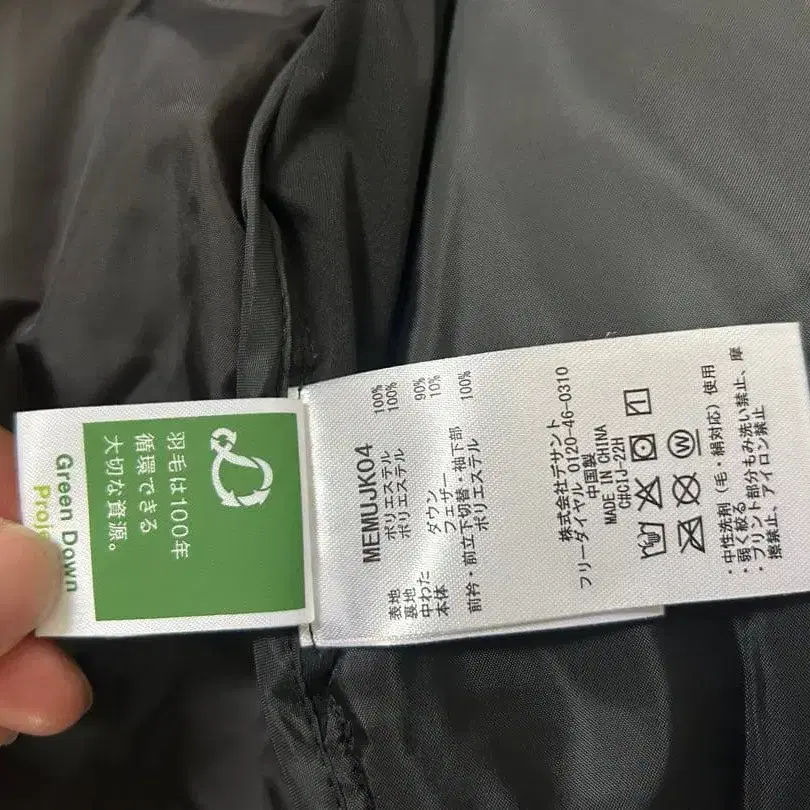 Green Down
Proje
羽毛は100年
循環できる
大切な資源。
MEMUJK04
表地 ポリエステル 100%
裏地 ポリエステル 100%
中わた
本体 ダウン 90%
フェザー 10%
前衿・前立下切替・袖下部
ポリエステル 100%
株式会社デサント
フリーダイヤル 0120-46-0310
中国製
MADE IN CHINA
C#CIJ-22H
W
・中性洗剤（毛・絹対応）使用
・弱く絞る
・プリント部分もみ洗い禁止、摩
擦禁止、アイロン禁止